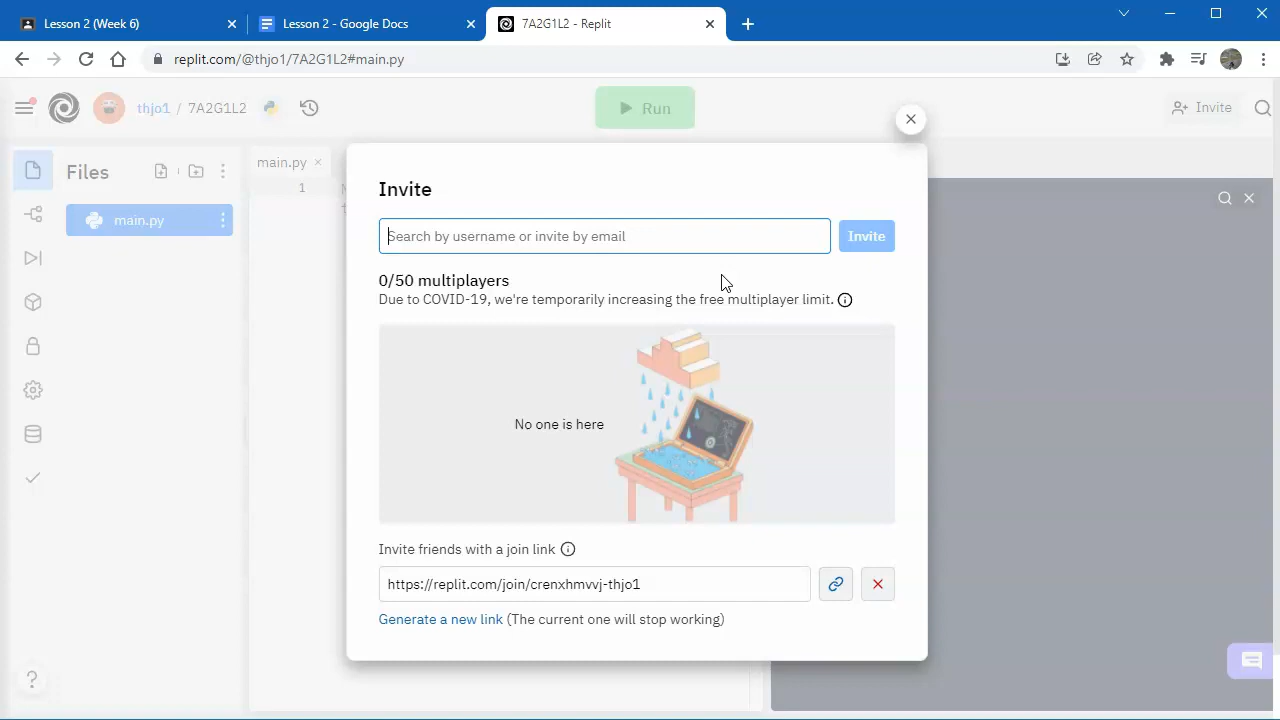 Lesson 2 (Week 6)
Lesson 2 - Google Docs
7A2G1L2 - Replit
replit.com/@thjo1/7A2G1L2#main.py
thjo1 / 7A2G1L2
Run
Invite
Files
main.py
1
main.py
Invite
Search by username or invite by email
Invite
0/50 multiplayers
Due to COVID-19, we're temporarily increasing the free multiplayer limit.
No one is here
Invite friends with a join link
https://replit.com/join/crenxhmvvj-thjo1
Generate a new link (The current one will stop working)
?